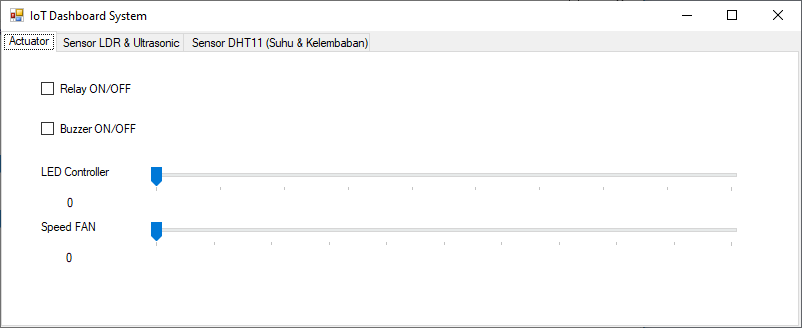 IoT Dashboard System
Actuator Sensor LDR & Ultrasonic Sensor DHT11 (Suhu & Kelembaban)
Relay ON/OFF
Buzzer ON/OFF
LED Controller
0
Speed FAN
0